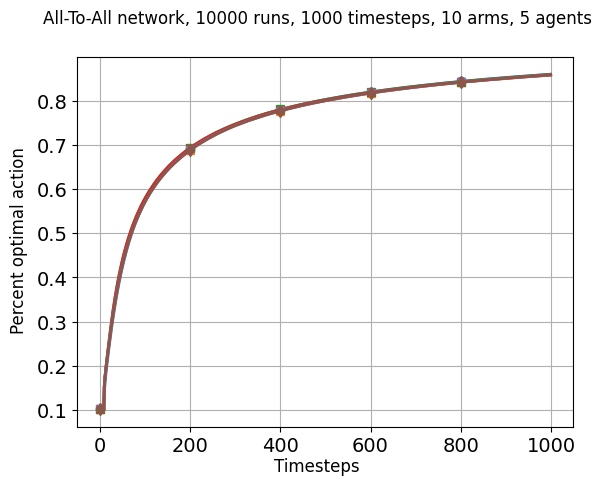 All-To-All network, 10000 runs, 1000 timesteps, 10 arms, 5 agents
Percent optimal action
0.8
0.7
0.6
0.5
0.4
0.3
0.2
0.1
0 200 400 600 800 1000
Timesteps